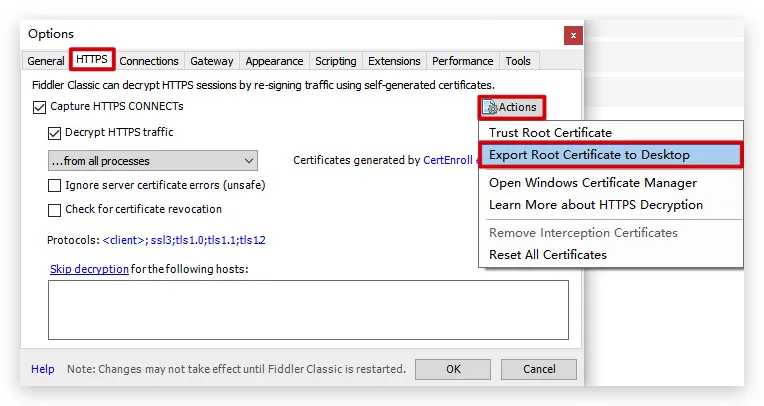 Options
x
General HTTPS Connections Gateway Appearance Scripting Extensions Performance Tools
Fiddler Classic can decrypt HTTPS sessions by re-signing traffic using self-generated certificates.
Capture HTTPS CONNECTs
Actions
Decrypt HTTPS traffic
Trust Root Certificate
...from all processes
Certificates generated by CertEnroll e
Export Root Certificate to Desktop
Ignore server certificate errors (unsafe)
Open Windows Certificate Manager
Check for certificate revocation
Learn More about HTTPS Decryption
Remove Interception Certificates
Protocols: <client>; ssl3;tls1.0;tls1.1;tls1.2
Reset All Certificates
Skip decryption for the following hosts:
Help Note: Changes may not take effect until Fiddler Classic is restarted. OK Cancel